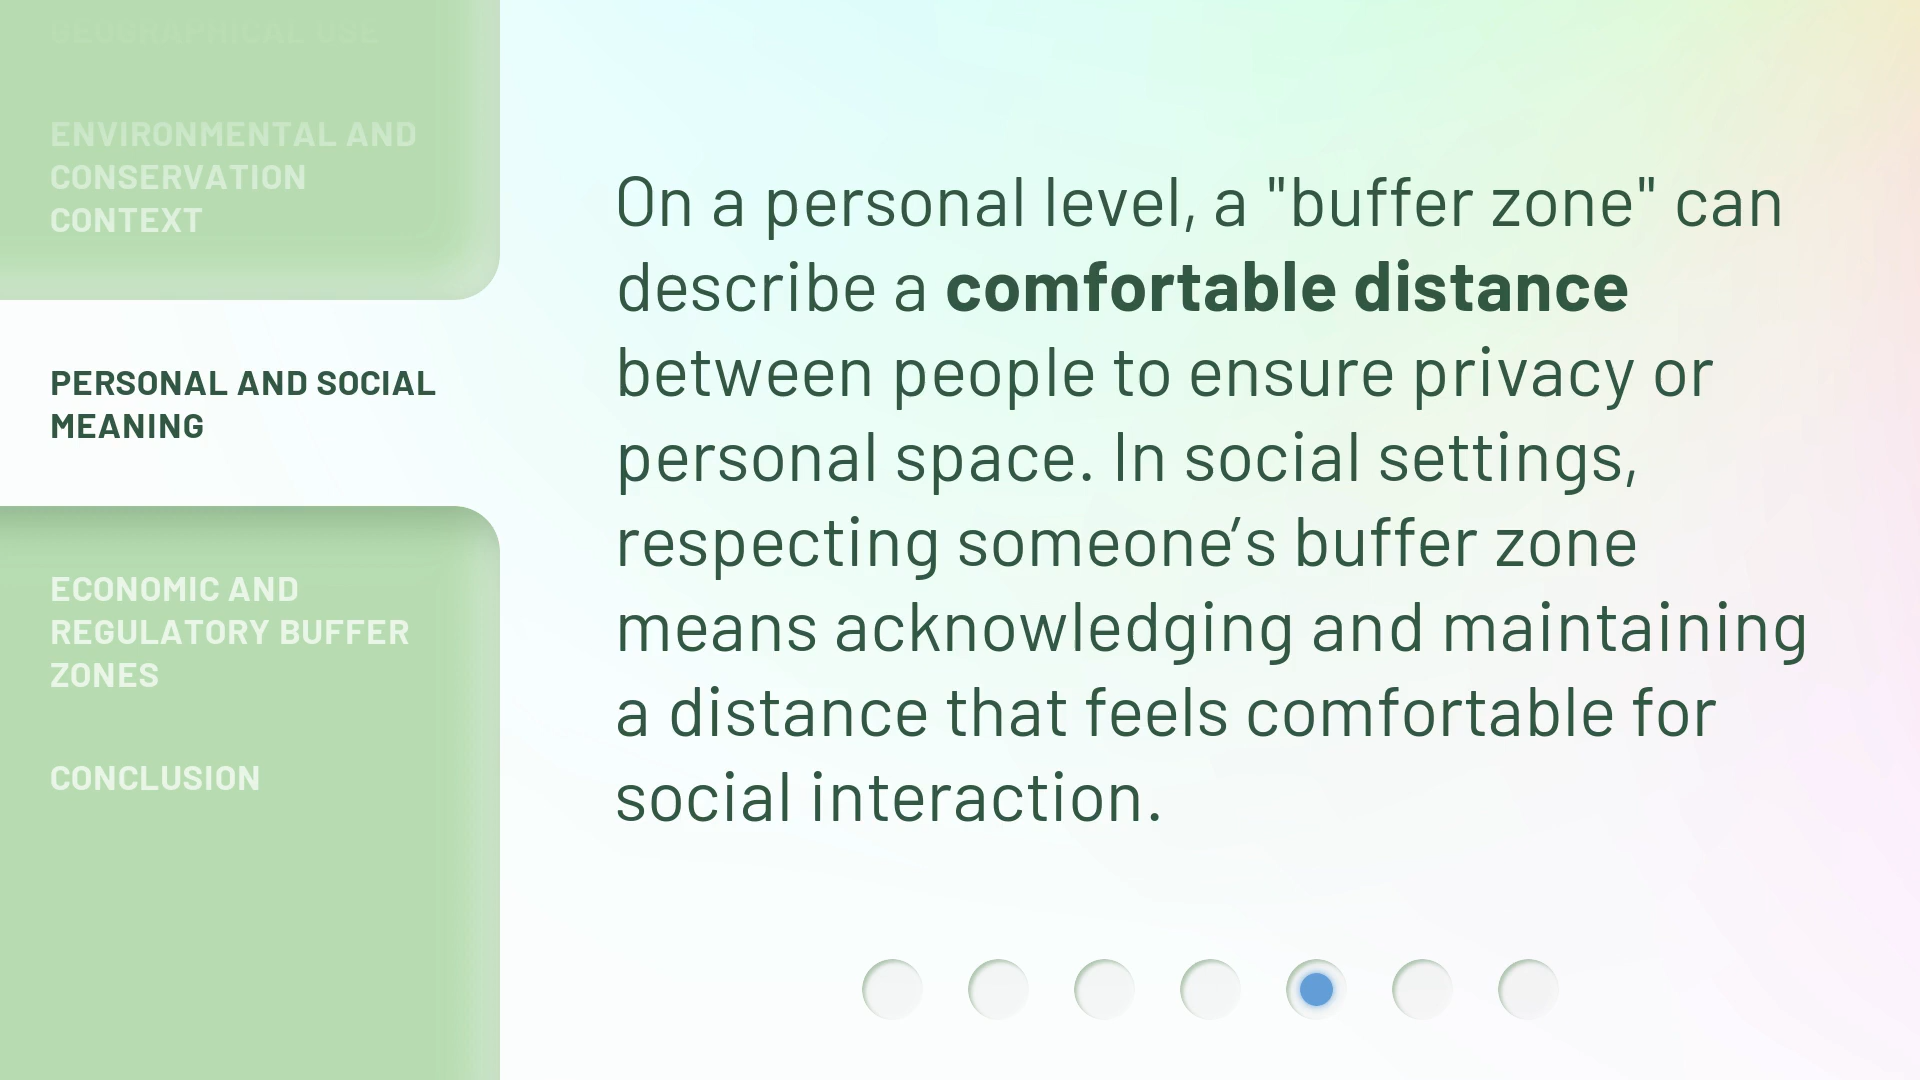 GEOGRAPHICAL USE
ENVIRONMENTAL AND
CONSERVATION
CONTEXT
PERSONAL AND SOCIAL
MEANING
ECONOMIC AND
REGULATORY BUFFER
ZONES
CONCLUSION
On a personal level, a "buffer zone" can
describe a comfortable distance
between people to ensure privacy or
personal space. In social settings,
respecting someone’s buffer zone
means acknowledging and maintaining
a distance that feels comfortable for
social interaction.